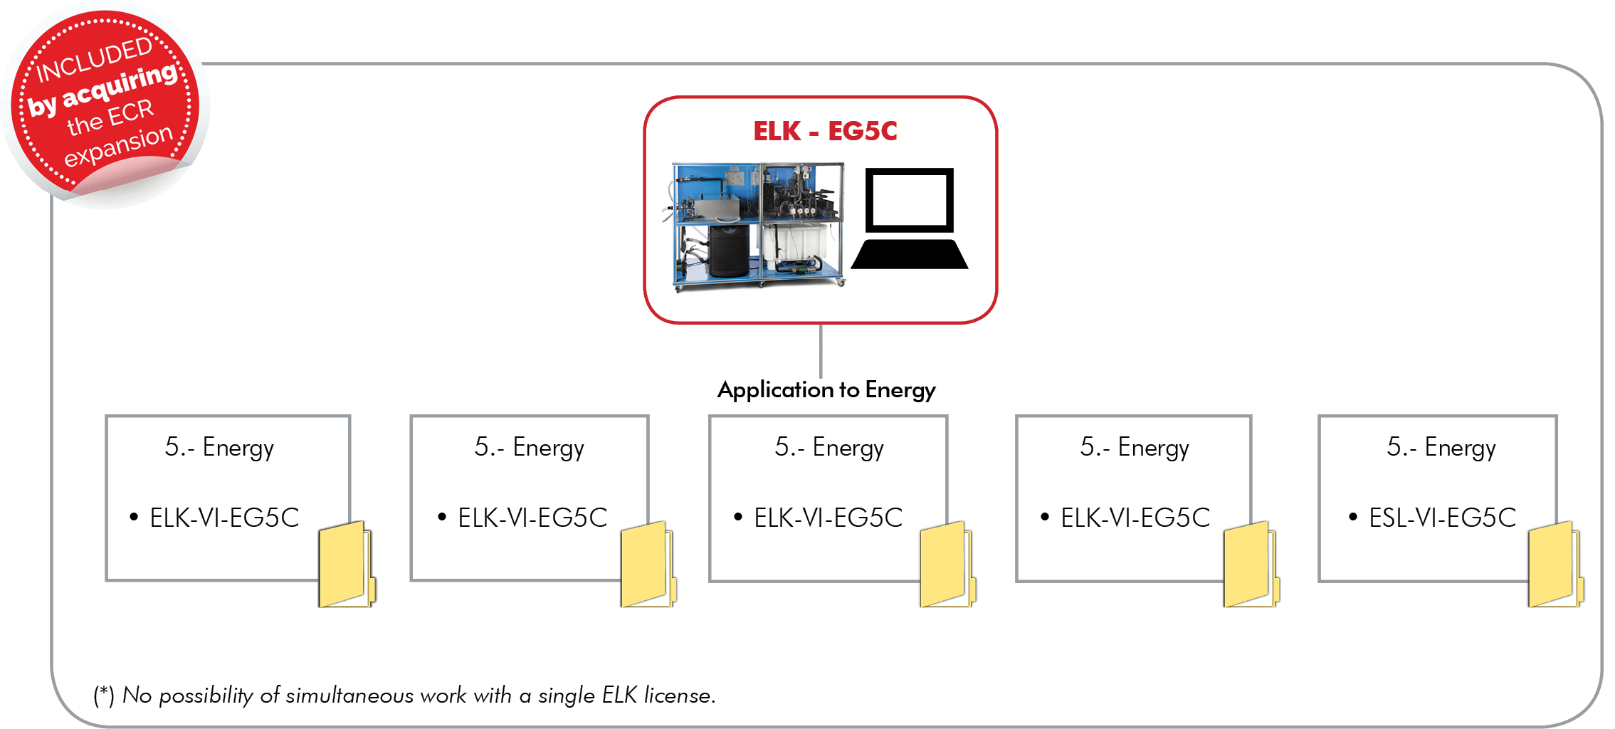 INCLUDED
by acquiring
the ECR
expansion
ELK - EG5C
Application to Energy
5.- Energy
• ELK-VI-EG5C
5.- Energy
• ELK-VI-EG5C
5.- Energy
• ELK-VI-EG5C
5.- Energy
• ELK-VI-EG5C
5.- Energy
• ESL-VI-EG5C
(*) No possibility of simultaneous work with a single ELK license.